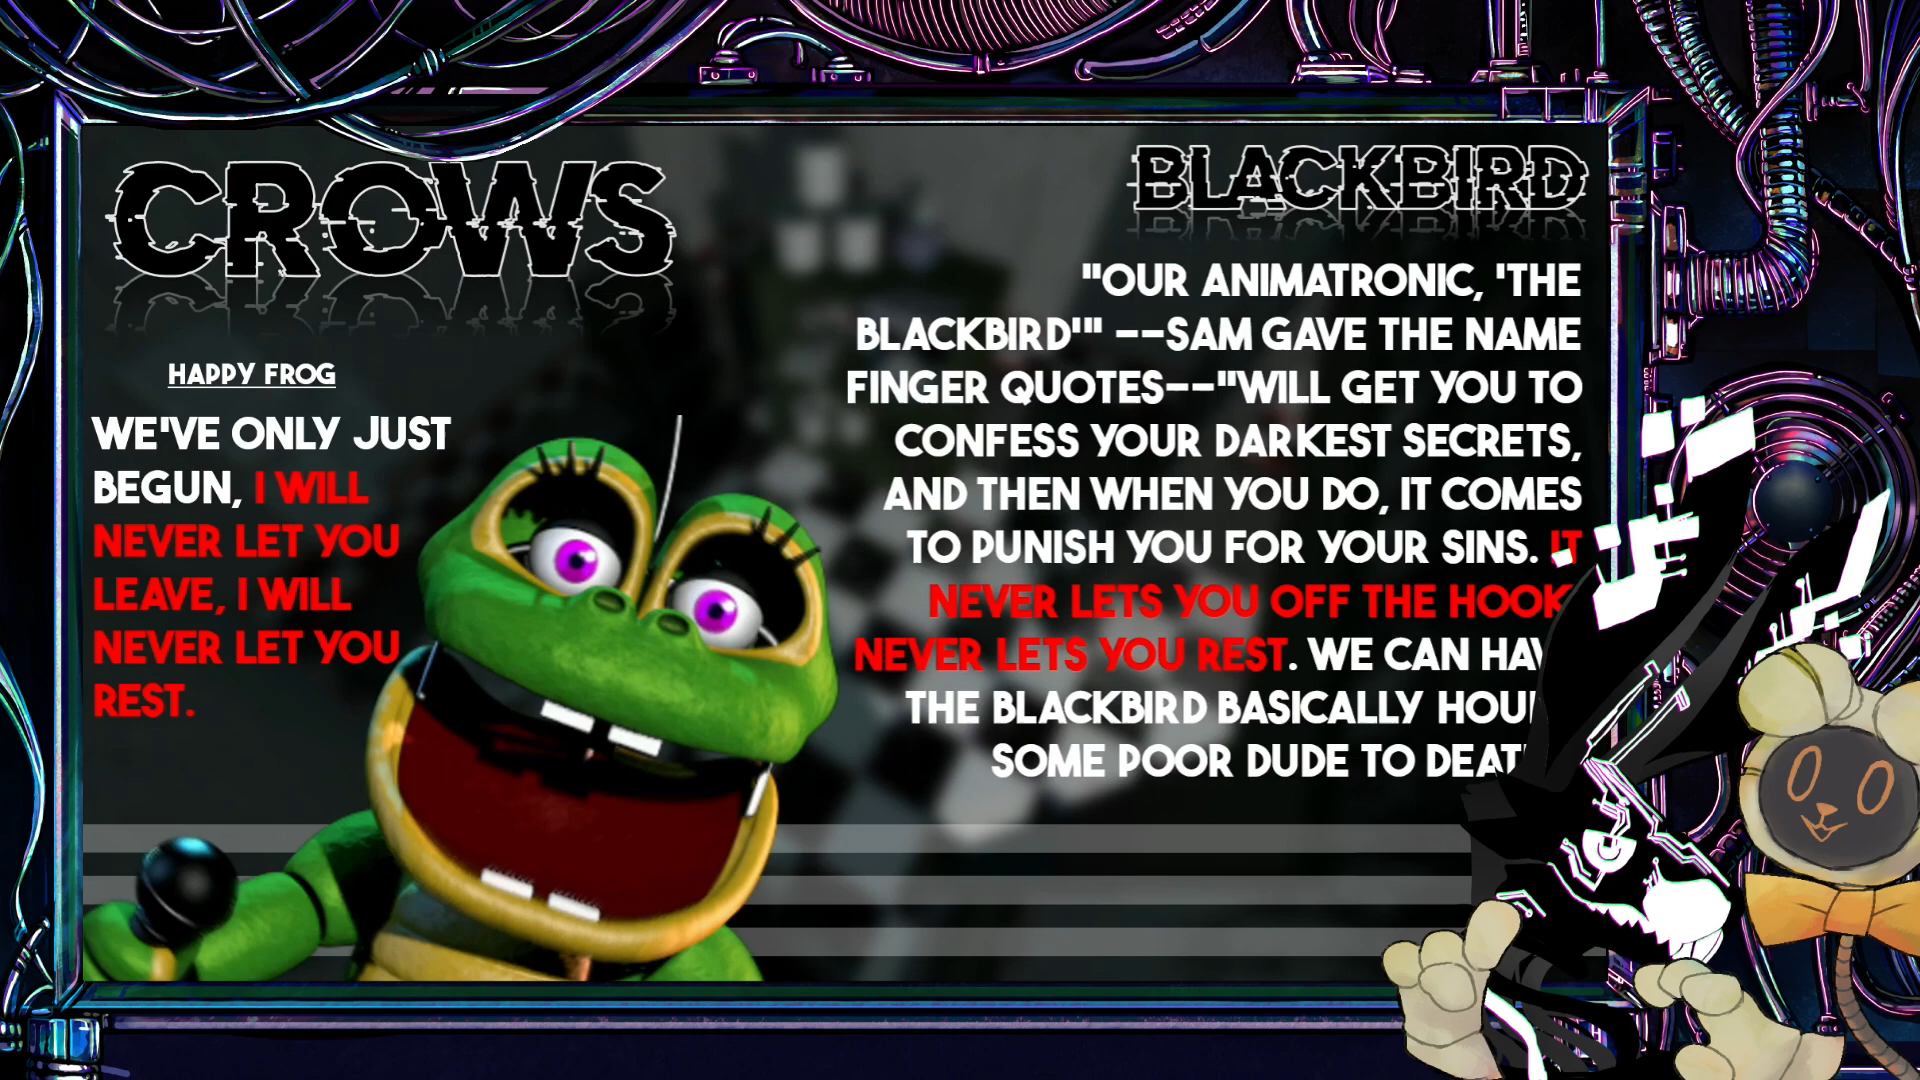 CROWS
HAPPY FROG
WE'VE ONLY JUST
BEGUN, I WILL
NEVER LET YOU
LEAVE, I WILL
NEVER LET YOU
REST.
BLACKBIRD
"OUR ANIMATRONIC, 'THE
BLACKBIRD'" --SAM GAVE THE NAME
FINGER QUOTES--"WILL GET YOU TO
CONFESS YOUR DARKEST SECRETS,
AND THEN WHEN YOU DO, IT COMES
TO PUNISH YOU FOR YOUR SINS. IT
NEVER LETS YOU OFF THE HOOK
NEVER LETS YOU REST. WE CAN
THE BLACKBIRD BASICALLY
SOME POOR DUDE TO